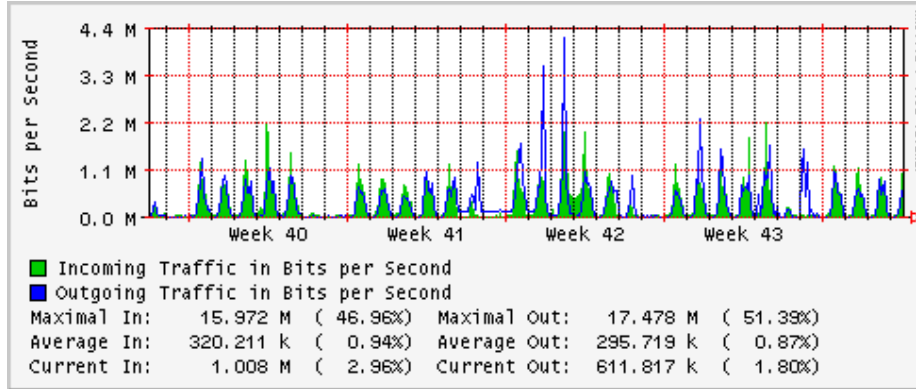 Bits per Second
4.4 M
3.3 M
2.2 M
1.1 M
0.0 M
Week 40 Week 41 Week 42 Week 43
Incoming Traffic in Bits per Second
Outgoing Traffic in Bits per Second
Maximal In: 15.972 M ( 46.96%) Maximal Out: 17.478 M ( 51.39%)
Average In: 320.211 k ( 0.94%) Average Out: 295.719 k ( 0.87%)
Current In: 1.008 M ( 2.96%) Current Out: 611.817 k ( 1.80%)